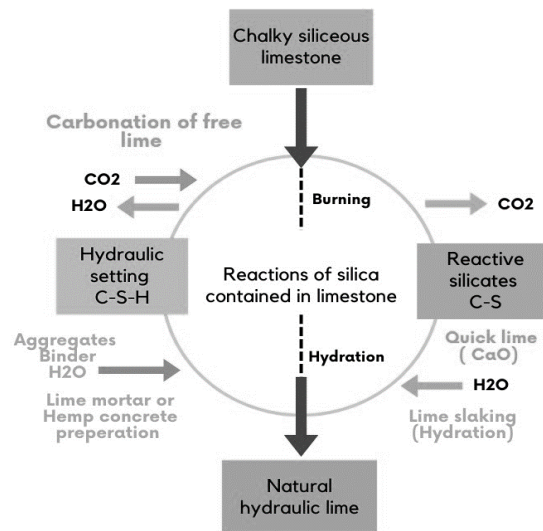 Chalky siliceous
limestone
Carbonation of free
lime
CO2
H2O
Burning
CO2
Hydraulic
setting
C-S-H
Reactions of silica
contained in limestone
Reactive
silicates
C-S
Aggregates
Binder
H2O
Lime mortar or
Hemp concrete
preperation
Hydration
Quick lime
( CaO)
H2O
Lime slaking
(Hydration)
Natural
hydraulic lime